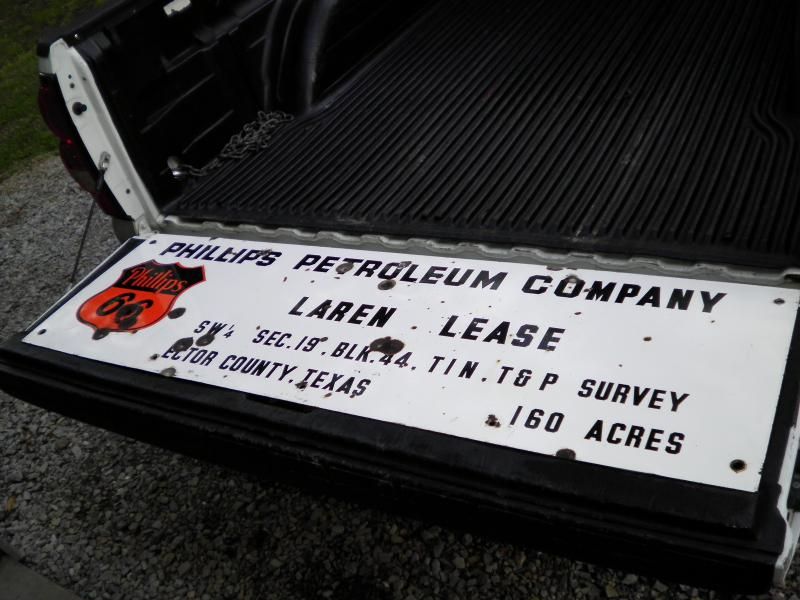 PHILLIPS PETROLEUM COMPANY
Phillips
66
LAREN LEASE
SW¼ SEC. 19, BLK. 44, T1N, T&P SURVEY
ECTOR COUNTY, TEXAS
160 ACRES